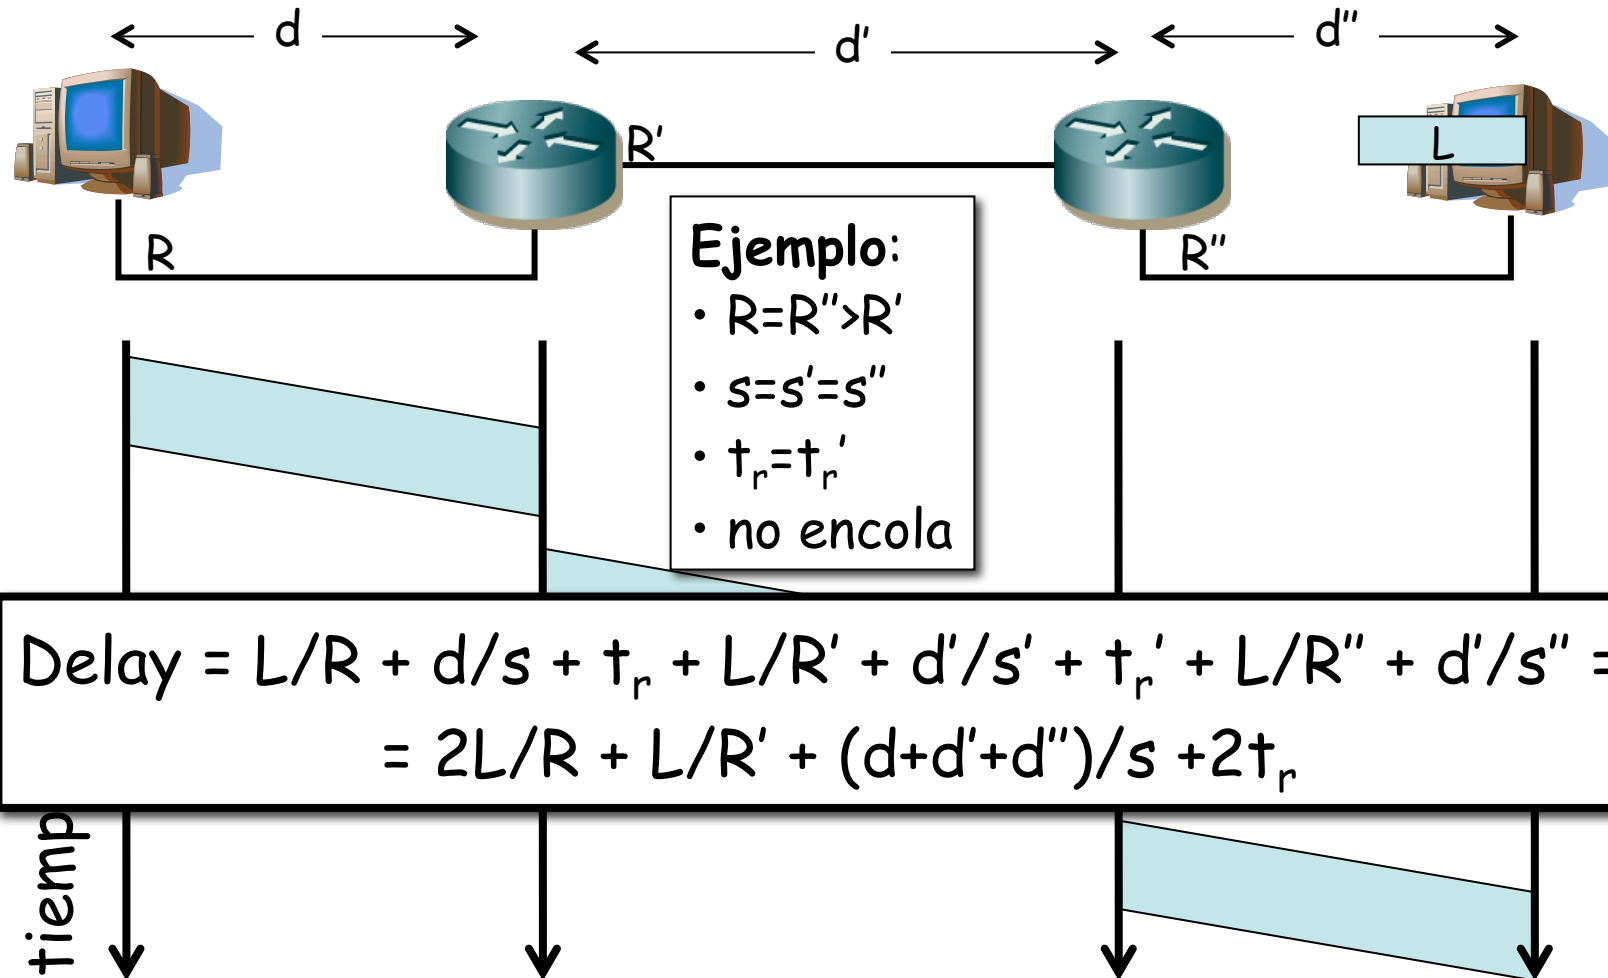 d
d'
d''
L
R'
R
R''
Ejemplo:
• R=R''>R'
• s=s'=s''
• tr=tr'
• no encola
Delay = L/R + d/s + tr + L/R' + d'/s' + tr' + L/R'' + d'/s'' =
= 2L/R + L/R' + (d+d'+d'')/s +2tr
tiemp